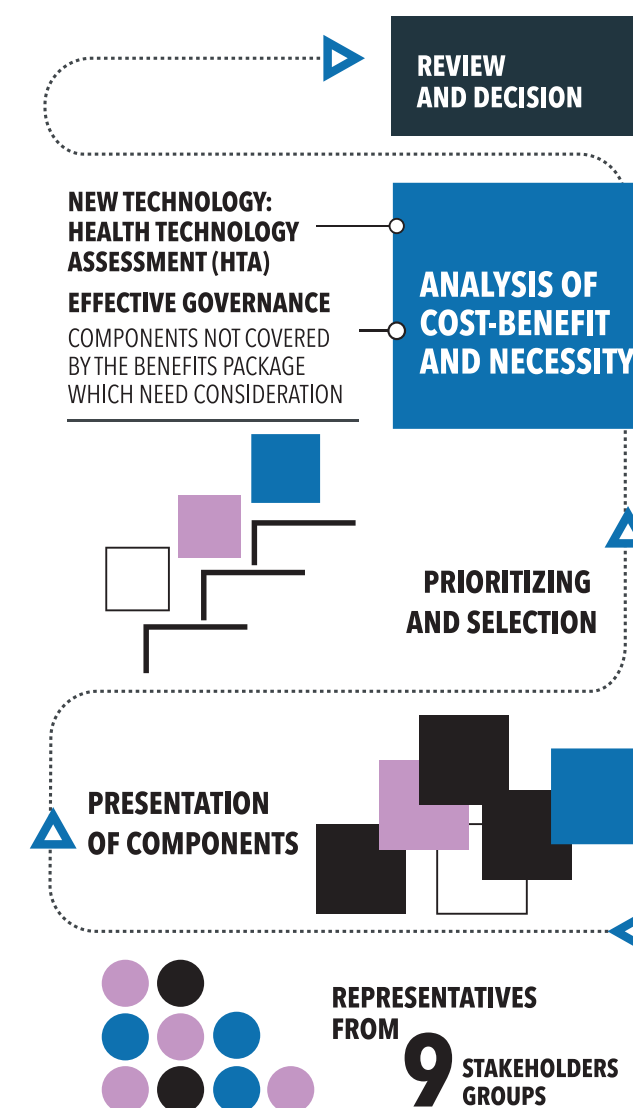 REVIEW
AND DECISION
NEW TECHNOLOGY:
HEALTH TECHNOLOGY
ASSESSMENT (HTA)
EFFECTIVE GOVERNANCE
COMPONENTS NOT COVERED
BY THE BENEFITS PACKAGE
WHICH NEED CONSIDERATION
ANALYSIS OF
COST-BENEFIT
AND NECESSITY
PRIORITIZING
AND SELECTION
PRESENTATION
OF COMPONENTS
REPRESENTATIVES
FROM
9 STAKEHOLDERS
GROUPS